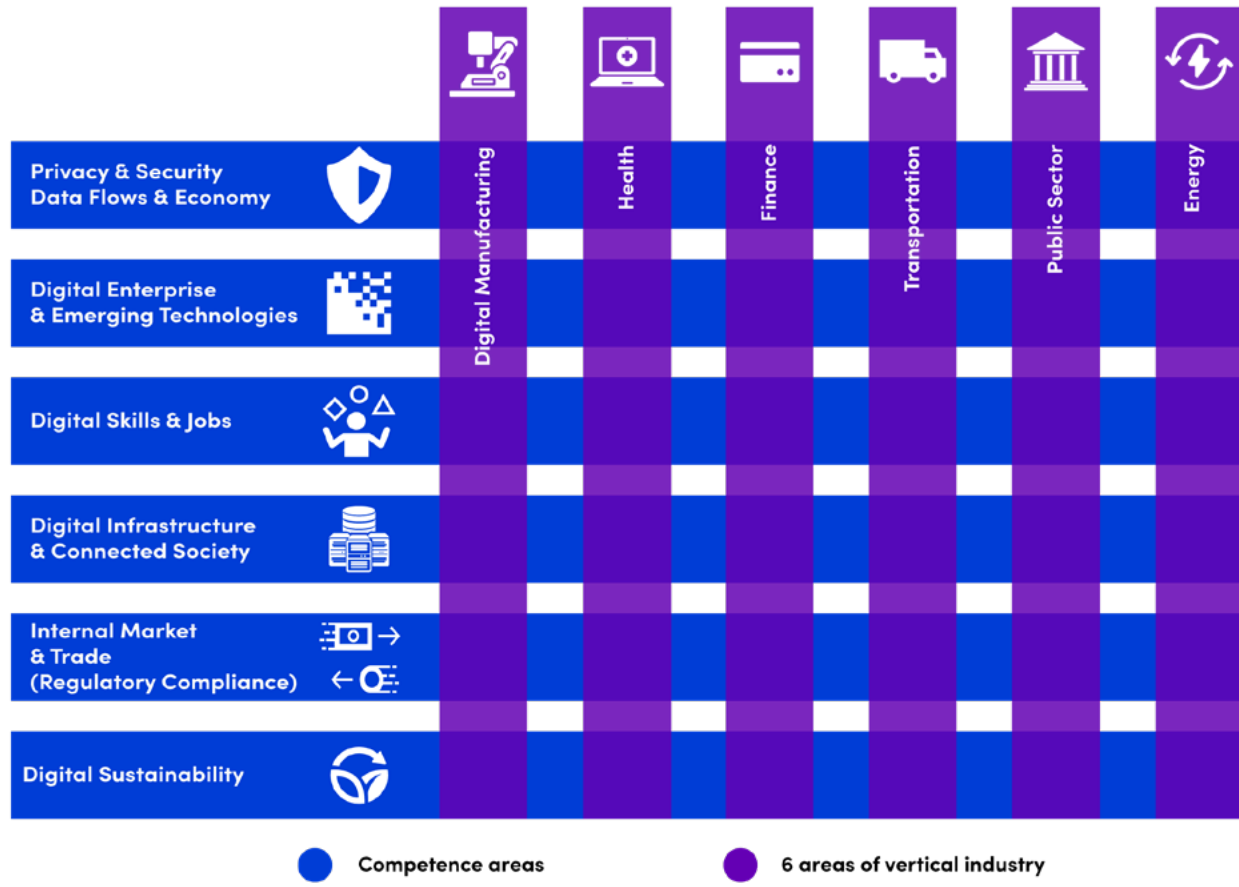 Digital Manufacturing
Health
Finance
Transportation
Public Sector
Energy
Privacy & Security
Data Flows & Economy
Digital Enterprise
& Emerging Technologies
Digital Skills & Jobs
Digital Infrastructure
& Connected Society
Internal Market
& Trade
(Regulatory Compliance)
Digital Sustainability
Competence areas
6 areas of vertical industry